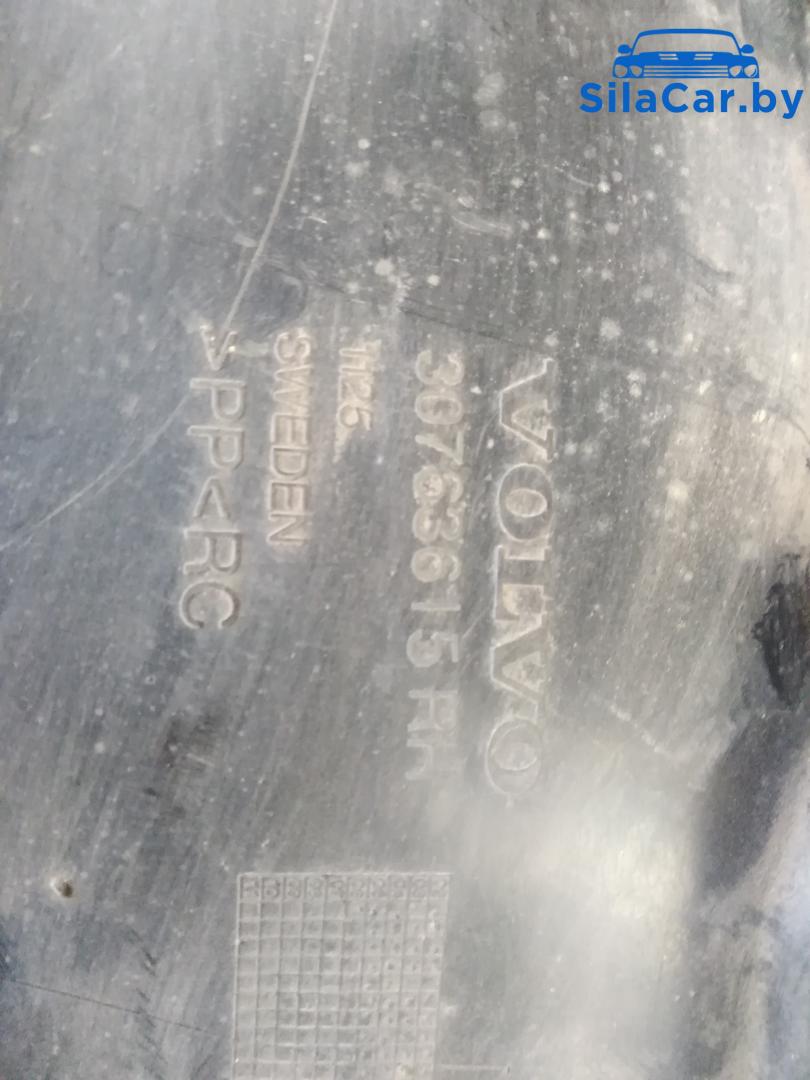 SilaCar.by
VOLVO
30763615 RH
1125
SWEDEN
>PP<RC